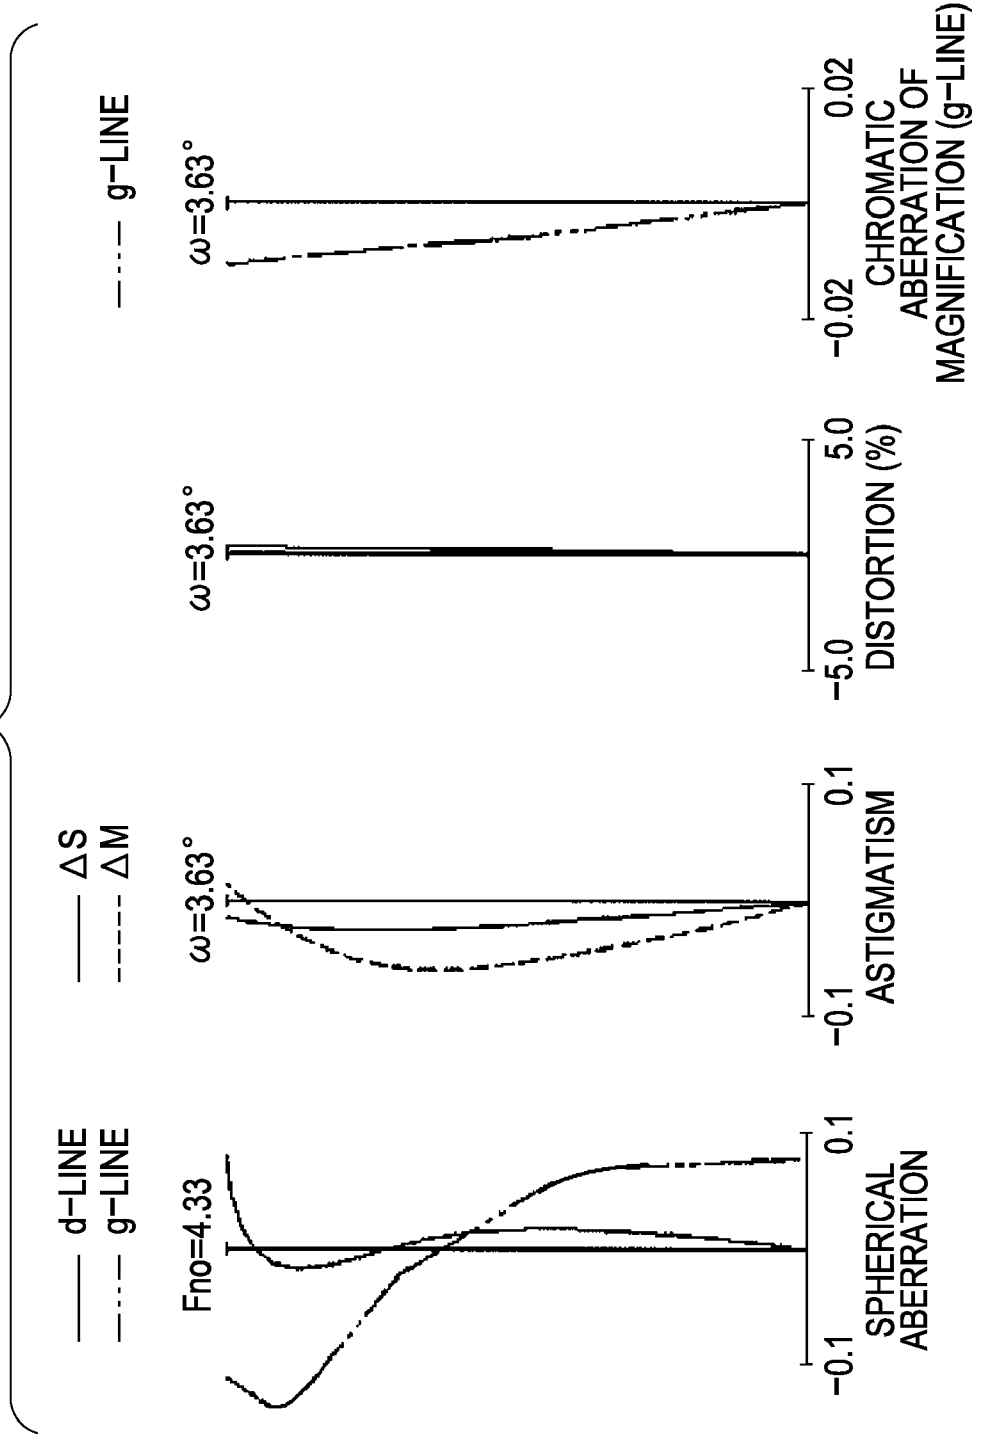 d-LINE
g-LINE
Fno=4.33
-0.1
0.1
SPHERICAL
ABERRATION
ΔS
ΔM
ω=3.63°
-0.1
0.1
ASTIGMATISM
ω=3.63°
-5.0
5.0
DISTORTION (%)
g-LINE
ω=3.63°
-0.02
0.02
CHROMATIC
ABERRATION OF
MAGNIFICATION (g-LINE)